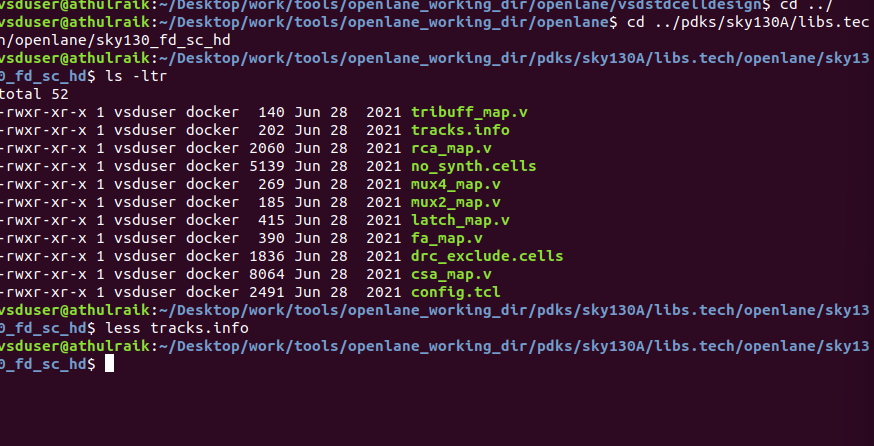 vsduser@athulraik:~/Desktop/work/tools/openlane_working_dir/openlane/vsdstdcelldesign$ cd ../
vsduser@athulraik:~/Desktop/work/tools/openlane_working_dir/openlane$ cd ../pdks/sky130A/libs.tec
h/openlane/sky130_fd_sc_hd
vsduser@athulraik:~/Desktop/work/tools/openlane_working_dir/pdks/sky130A/libs.tech/openlane/sky13
0_fd_sc_hd$ ls -ltr
total 52
-rwxr-xr-x 1 vsduser docker  140 Jun 28  2021 tribuff_map.v
-rwxr-xr-x 1 vsduser docker  202 Jun 28  2021 tracks.info
-rwxr-xr-x 1 vsduser docker 2060 Jun 28  2021 rca_map.v
-rwxr-xr-x 1 vsduser docker 5139 Jun 28  2021 no_synth.cells
-rwxr-xr-x 1 vsduser docker  269 Jun 28  2021 mux4_map.v
-rwxr-xr-x 1 vsduser docker  185 Jun 28  2021 mux2_map.v
-rwxr-xr-x 1 vsduser docker  415 Jun 28  2021 latch_map.v
-rwxr-xr-x 1 vsduser docker  390 Jun 28  2021 fa_map.v
-rwxr-xr-x 1 vsduser docker 1836 Jun 28  2021 drc_exclude.cells
-rwxr-xr-x 1 vsduser docker 8064 Jun 28  2021 csa_map.v
-rwxr-xr-x 1 vsduser docker 2491 Jun 28  2021 config.tcl
vsduser@athulraik:~/Desktop/work/tools/openlane_working_dir/pdks/sky130A/libs.tech/openlane/sky13
0_fd_sc_hd$ less tracks.info
vsduser@athulraik:~/Desktop/work/tools/openlane_working_dir/pdks/sky130A/libs.tech/openlane/sky13
0_fd_sc_hd$